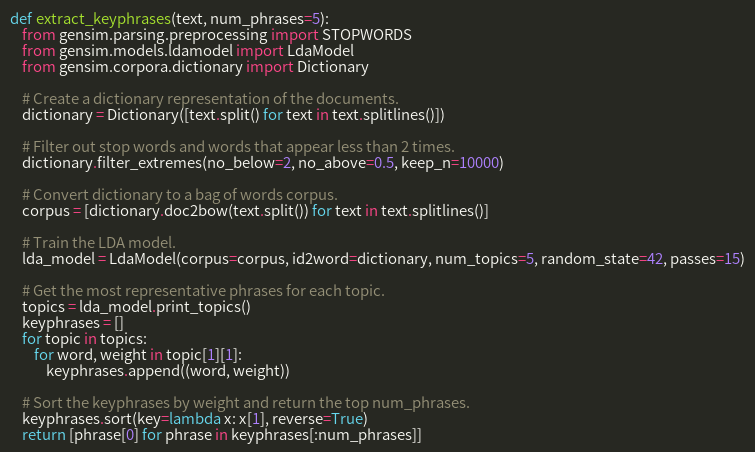 def extract_keyphrases(text, num_phrases=5):
from gensim.parsing.preprocessing import STOPWORDS
from gensim.models.ldamodel import LdaModel
from gensim.corpora.dictionary import Dictionary
# Create a dictionary representation of the documents.
dictionary = Dictionary([text.split() for text in text.splitlines()])
# Filter out stop words and words that appear less than 2 times.
dictionary.filter_extremes(no_below=2, no_above=0.5, keep_n=10000)
# Convert dictionary to a bag of words corpus.
corpus = [dictionary.doc2bow(text.split()) for text in text.splitlines()]
# Train the LDA model.
lda_model = LdaModel(corpus=corpus, id2word=dictionary, num_topics=5, random_state=42, passes=15)
# Get the most representative phrases for each topic.
topics = lda_model.print_topics()
keyphrases = []
for topic in topics:
for word, weight in topic[1][1]:
keyphrases.append((word, weight))
# Sort the keyphrases by weight and return the top num_phrases.
keyphrases.sort(key=lambda x: x[1], reverse=True)
return [phrase[0] for phrase in keyphrases[:num_phrases]]